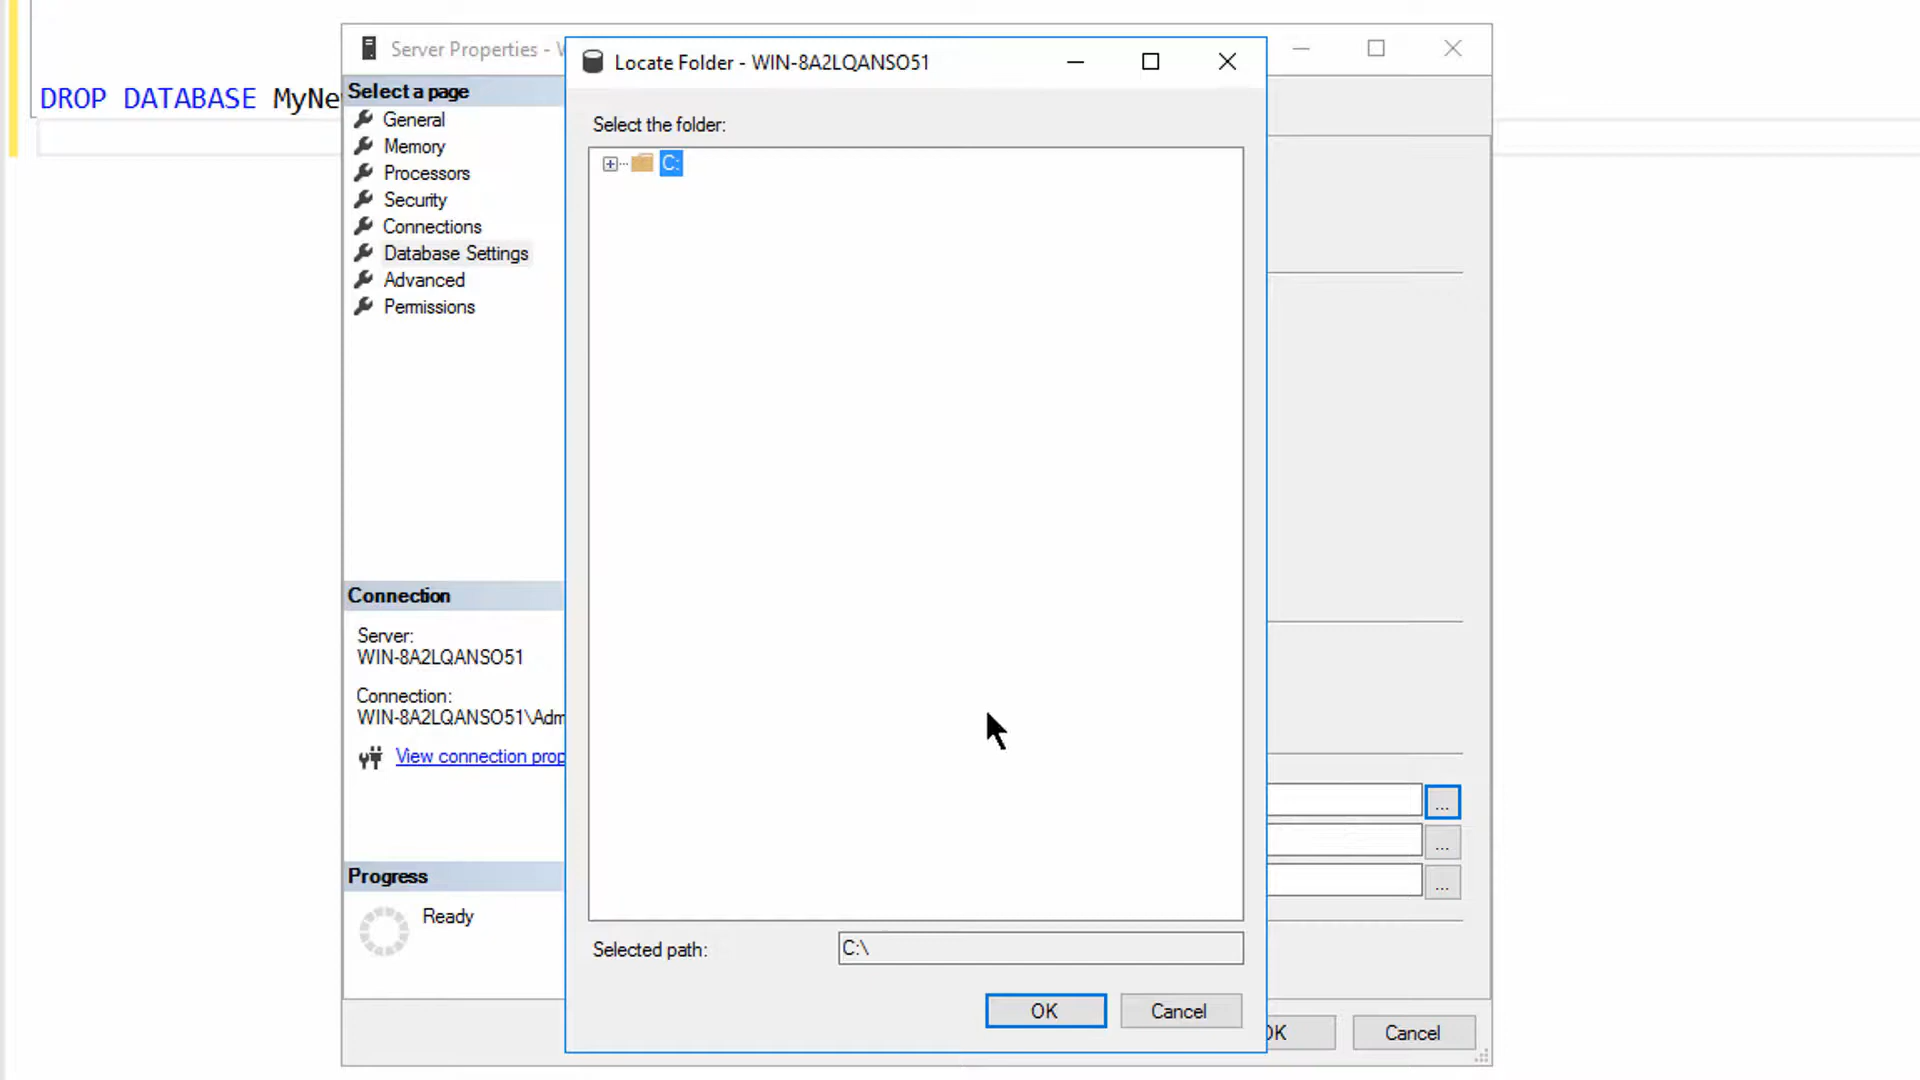 DROP DATABASE MyNe
Server Properties -
Select a page
General
Memory
Processors
Security
Connections
Database Settings
Advanced
Permissions
Connection
Server:
WIN-8A2LQANSO51
Connection:
WIN-8A2LQANSO51\Adm
View connection prop
Progress
Ready
Locate Folder - WIN-8A2LQANSO51
Select the folder:
C:
Selected path:
C:\
OK
Cancel
...
...
...
OK
Cancel